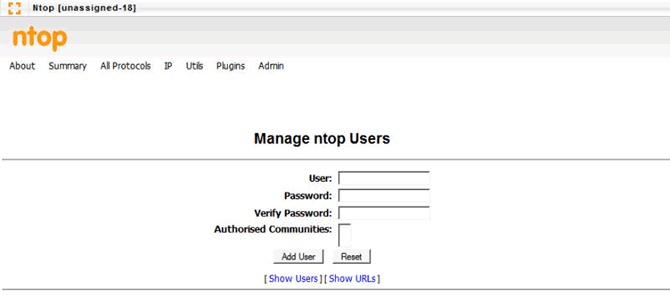 Ntop [unassigned-18]
ntop
About Summary All Protocols IP Utils Plugins Admin
Manage ntop Users
User:
Password:
Verify Password:
Authorised Communities:
Add User Reset
[ Show Users ] [ Show URLs ]